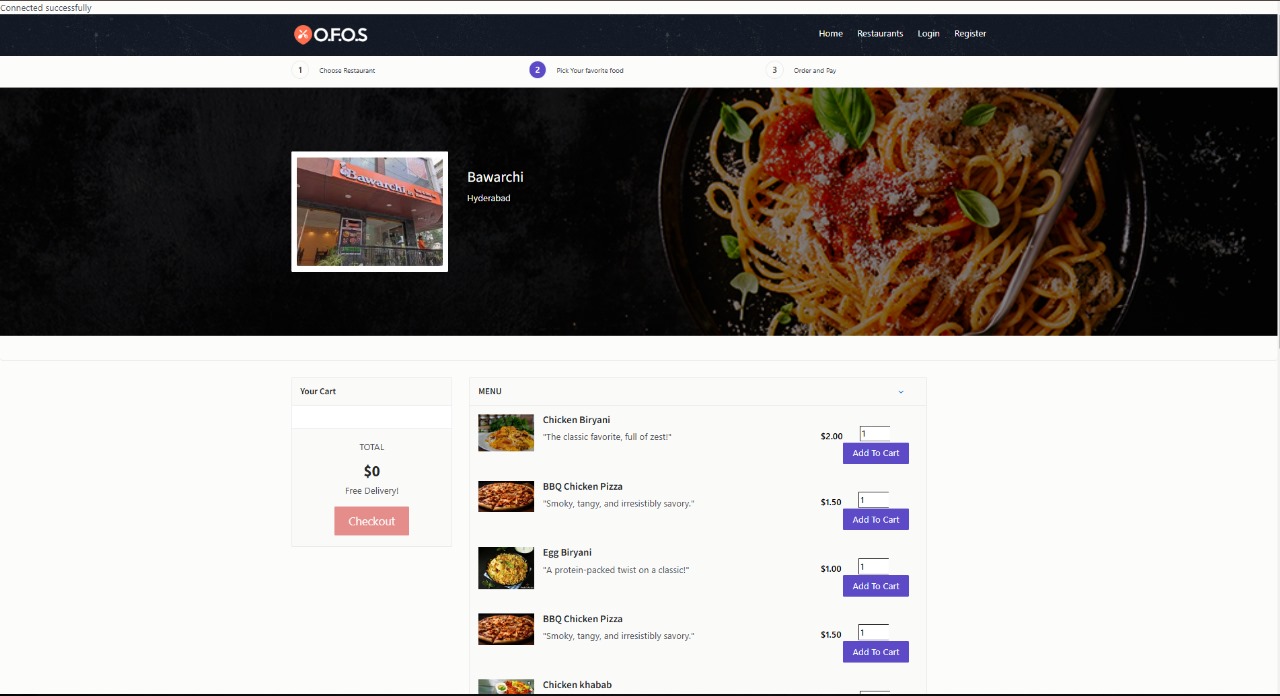 Connected successfully
O.F.O.S
Home Restaurants Login Register
1 Choose Restaurant 2 Pick Your favorite food 3 Order and Pay
Bawarchi
Bawarchi
Hyderabad
Your Cart
TOTAL
$0
Free Delivery!
Checkout
MENU
Chicken Biryani
"The classic favorite, full of zest!"
$2.00 1
Add To Cart
BBQ Chicken Pizza
"Smoky, tangy, and irresistibly savory."
$1.50 1
Add To Cart
Egg Biryani
"A protein-packed twist on a classic!"
$1.00 1
Add To Cart
BBQ Chicken Pizza
"Smoky, tangy, and irresistibly savory."
$1.50 1
Add To Cart
Chicken khabab